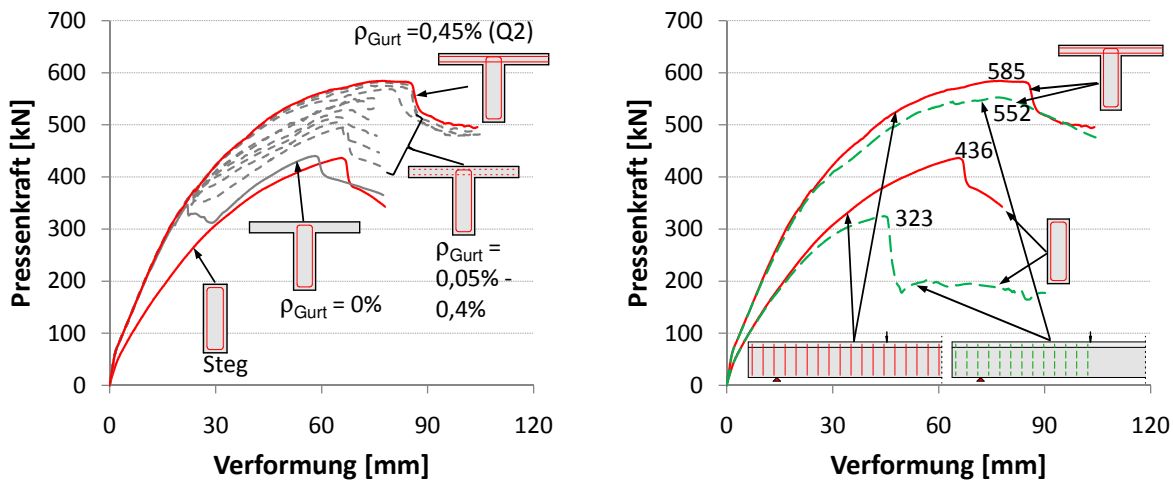 700
600
500
400
300
200
100
0
Pressenkraft [kN]
0 30 60 90 120
Verformung [mm]
ρGurt =0,45% (Q2)
ρGurt =
0,05% -
0,4%
ρGurt = 0%
Steg
700
600
500
400
300
200
100
0
Pressenkraft [kN]
0 30 60 90 120
Verformung [mm]
585
552
436
323